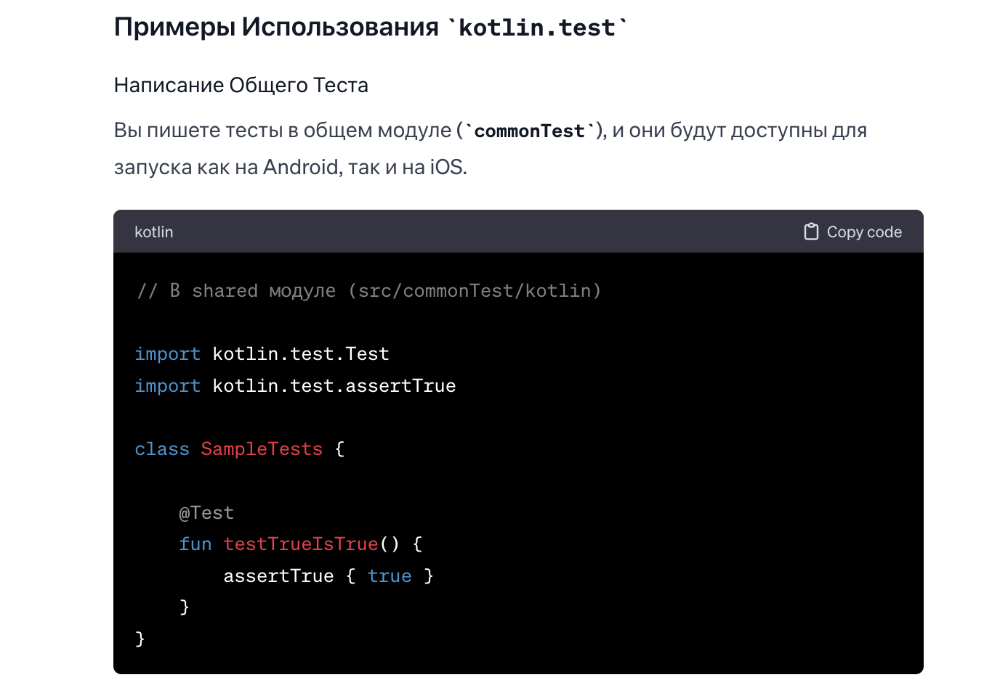 Примеры Использования `kotlin.test`
Написание Общего Теста
Вы пишете тесты в общем модуле (`commonTest`), и они будут доступны для
запуска как на Android, так и на iOS.
kotlin
Copy code
// В shared модуле (src/commonTest/kotlin)
import kotlin.test.Test
import kotlin.test.assertTrue
class SampleTests {
    @Test
    fun testTrueIsTrue() {
        assertTrue { true }
    }
}